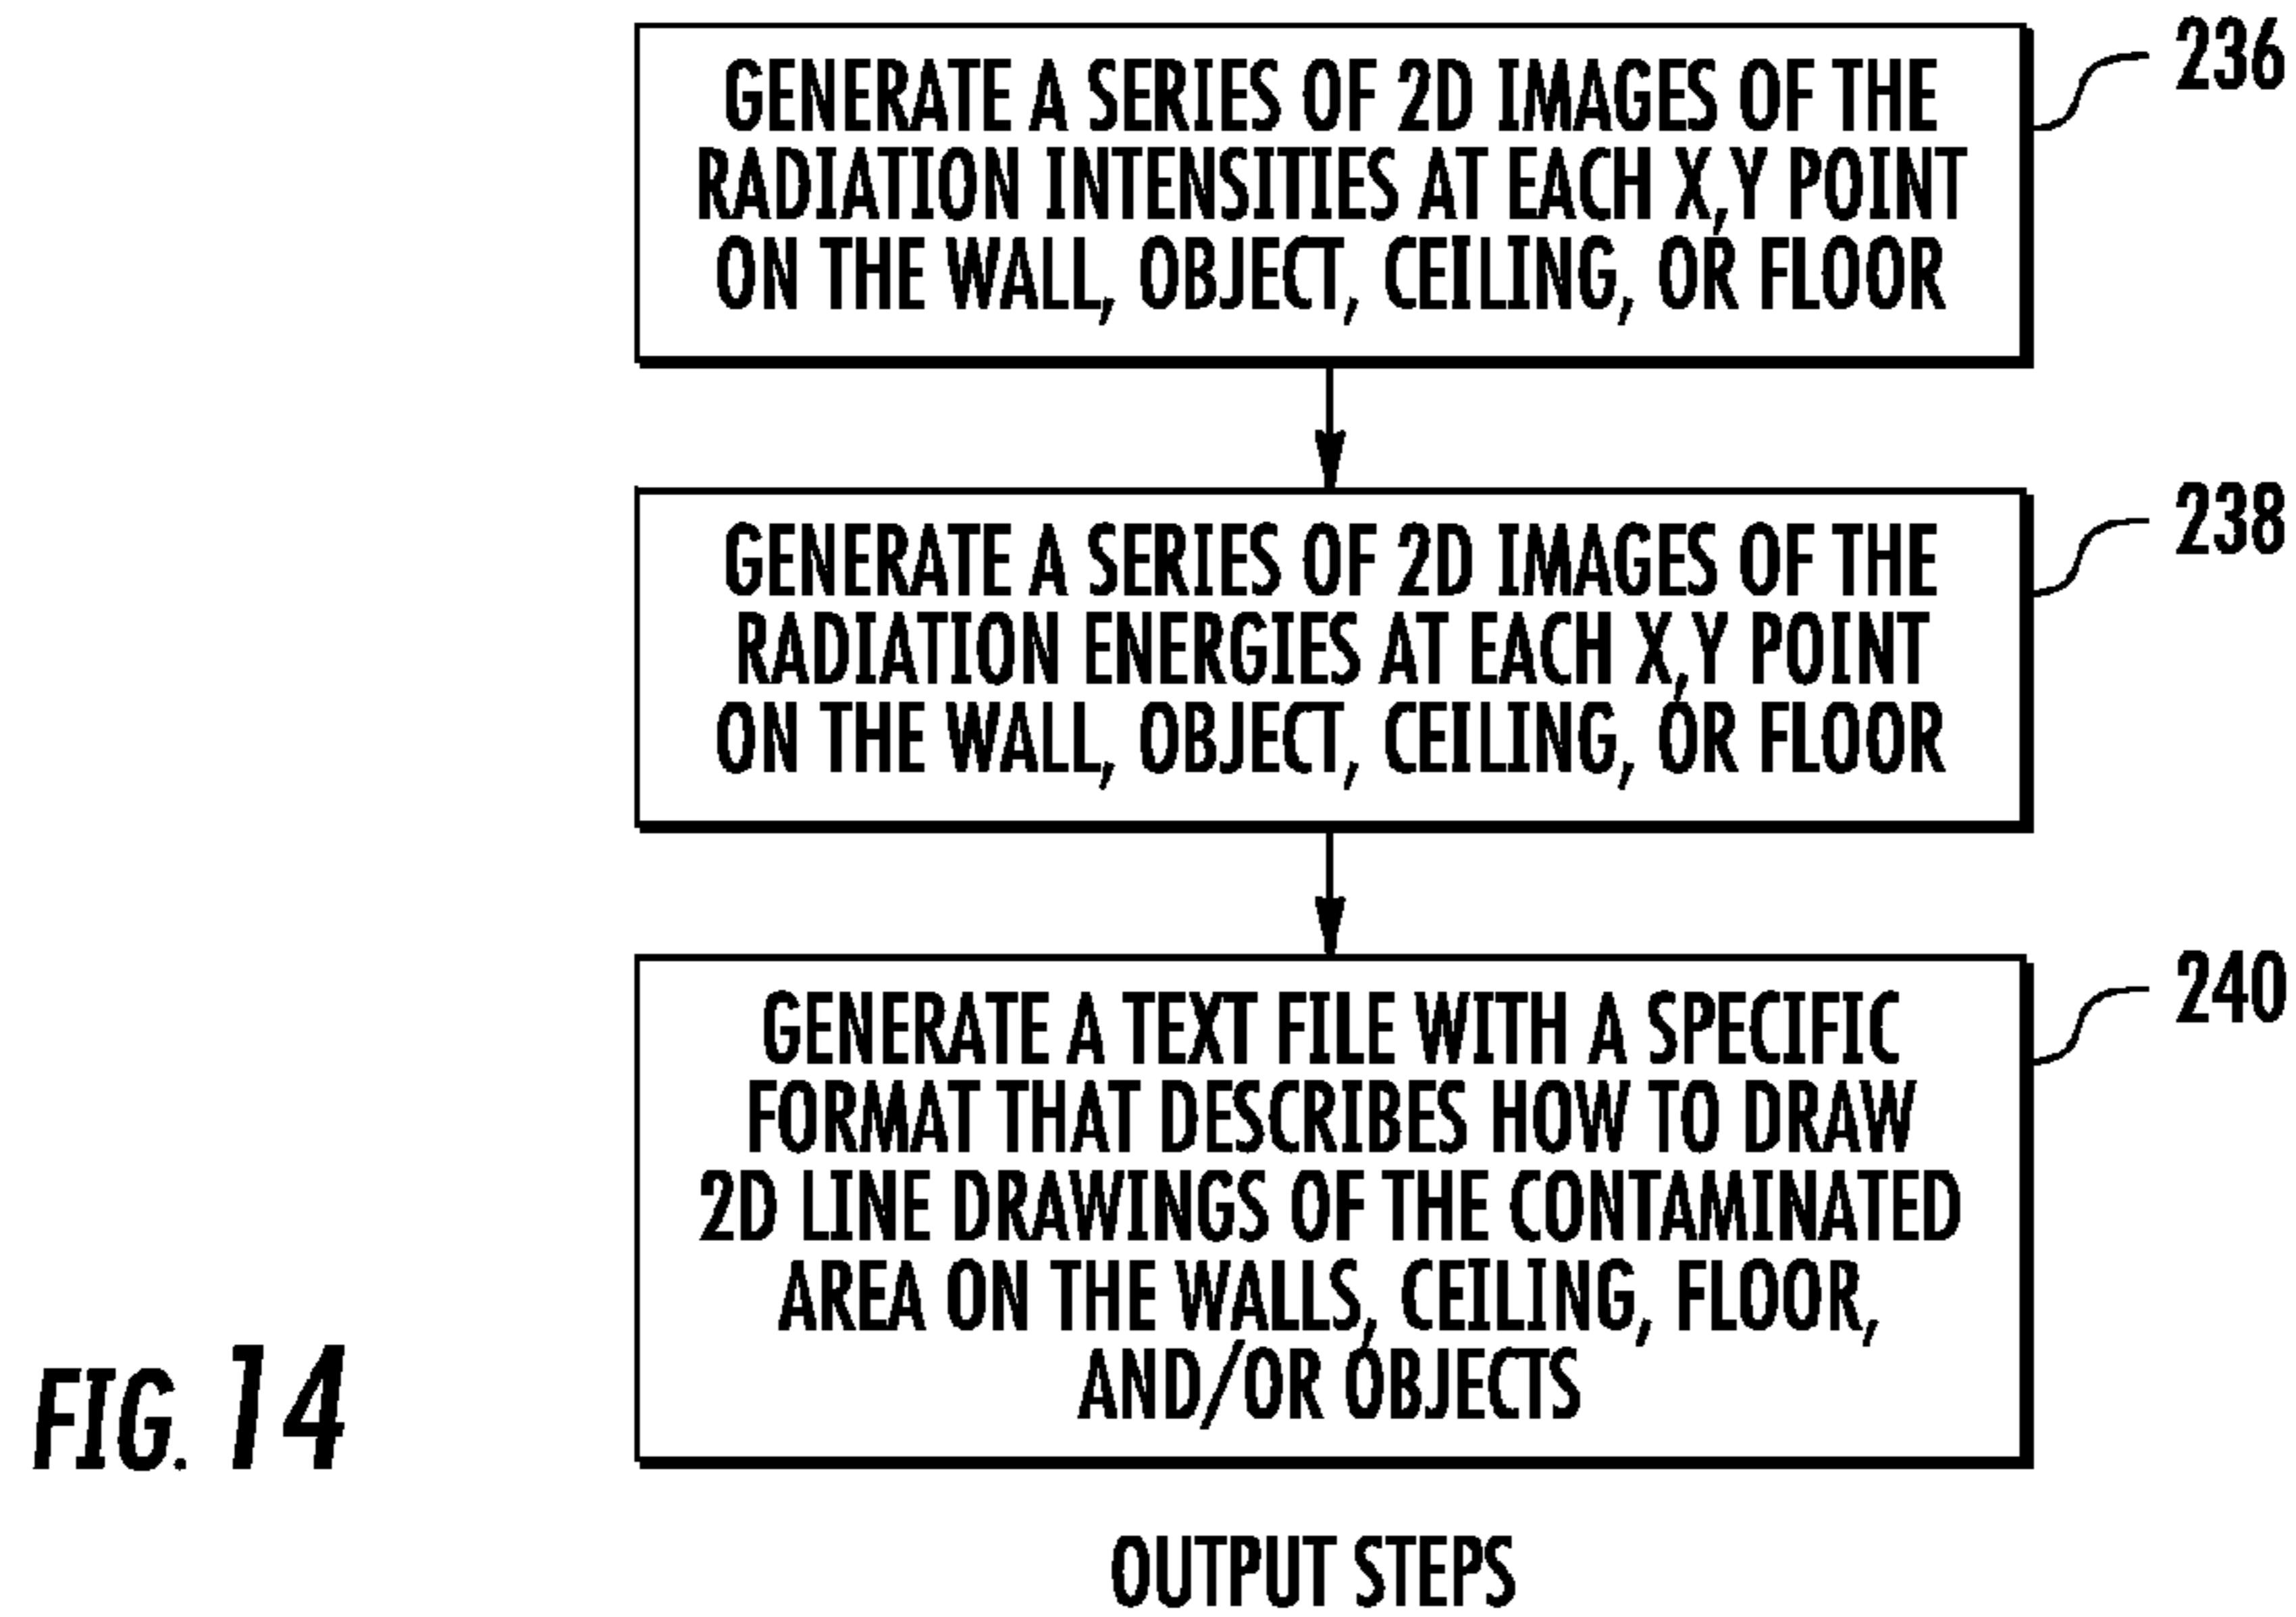 GENERATE A SERIES OF 2D IMAGES OF THE
RADIATION INTENSITIES AT EACH X,Y POINT
ON THE WALL, OBJECT, CEILING, OR FLOOR
236
GENERATE A SERIES OF 2D IMAGES OF THE
RADIATION ENERGIES AT EACH X,Y POINT
ON THE WALL, OBJECT, CEILING, OR FLOOR
238
GENERATE A TEXT FILE WITH A SPECIFIC
FORMAT THAT DESCRIBES HOW TO DRAW
2D LINE DRAWINGS OF THE CONTAMINATED
AREA ON THE WALLS, CEILING, FLOOR,
AND/OR OBJECTS
240
FIG. 14
OUTPUT STEPS